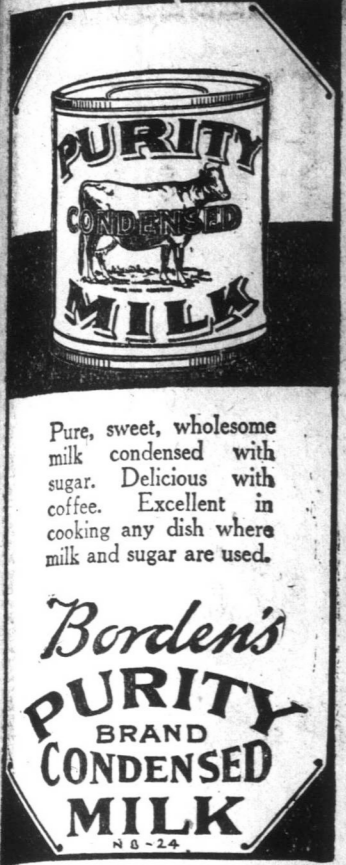 PURITY
CONDENSED
MILK
Pure, sweet, wholesome
milk condensed with
sugar. Delicious with
coffee. Excellent in
cooking any dish where
milk and sugar are used.
Borden's
PURITY
BRAND
CONDENSED
MILK
NB-24